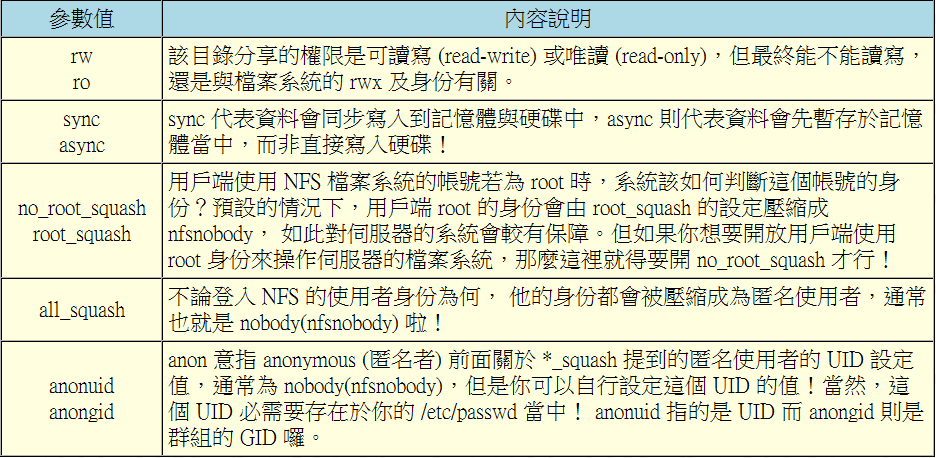 參數值
內容說明
rw
ro
該目錄分享的權限是可讀寫 (read-write) 或唯讀 (read-only)，但最終能不能讀寫，
還是與檔案系統的 rwx 及身份有關。
sync
async
sync 代表資料會同步寫入到記憶體與硬碟中，async 則代表資料會先暫存於記憶
體當中，而非直接寫入硬碟！
no_root_squash
root_squash
用戶端使用 NFS 檔案系統的帳號若為 root 時，系統該如何判斷這個帳號的身
份？預設的情況下，用戶端 root 的身份會由 root_squash 的設定壓縮成
nfsnobody， 如此對伺服器的系統會較有保障。但如果你想要開放用戶端使用
root 身份來操作伺服器的檔案系統，那麼這裡就得要開 no_root_squash 才行！
all_squash
不論登入 NFS 的使用者身份為何， 他的身份都會被壓縮成為匿名使用者，通常
也就是 nobody(nfsnobody) 啦！
anonuid
anongid
anon 意指 anonymous (匿名者) 前面關於 *_squash 提到的匿名使用者的 UID 設定
值，通常為 nobody(nfsnobody)，但是你可以自行設定這個 UID 的值！當然，這
個 UID 必需要存在於你的 /etc/passwd 當中！ anonuid 指的是 UID 而 anongid 則是
群組的 GID 囉。